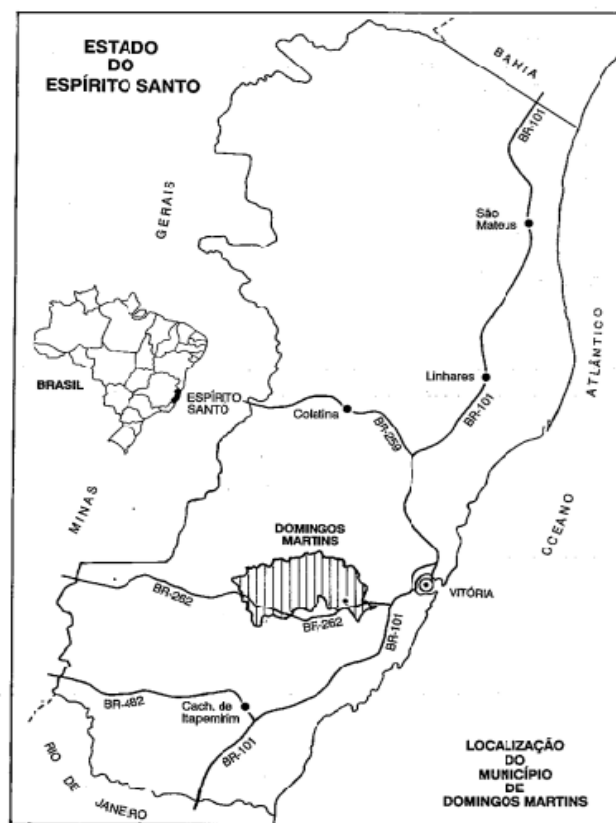 ESTADO
DO
ESPÍRITO SANTO
BAHIA
BR-101
GERAIS
São
Mateus
ATLÂNTICO
BRASIL
ESPÍRITO
SANTO
Linhares
Colatina
BR-259
BR-101
MINAS
OCEANO
DOMINGOS
MARTINS
BR-262
VITÓRIA
BR-262
BR-101
BR-482
Cach. de
Itapemirim
BR-101
RIO DE JANEIRO
LOCALIZAÇÃO
DO
MUNICÍPIO
DE
DOMINGOS MARTINS